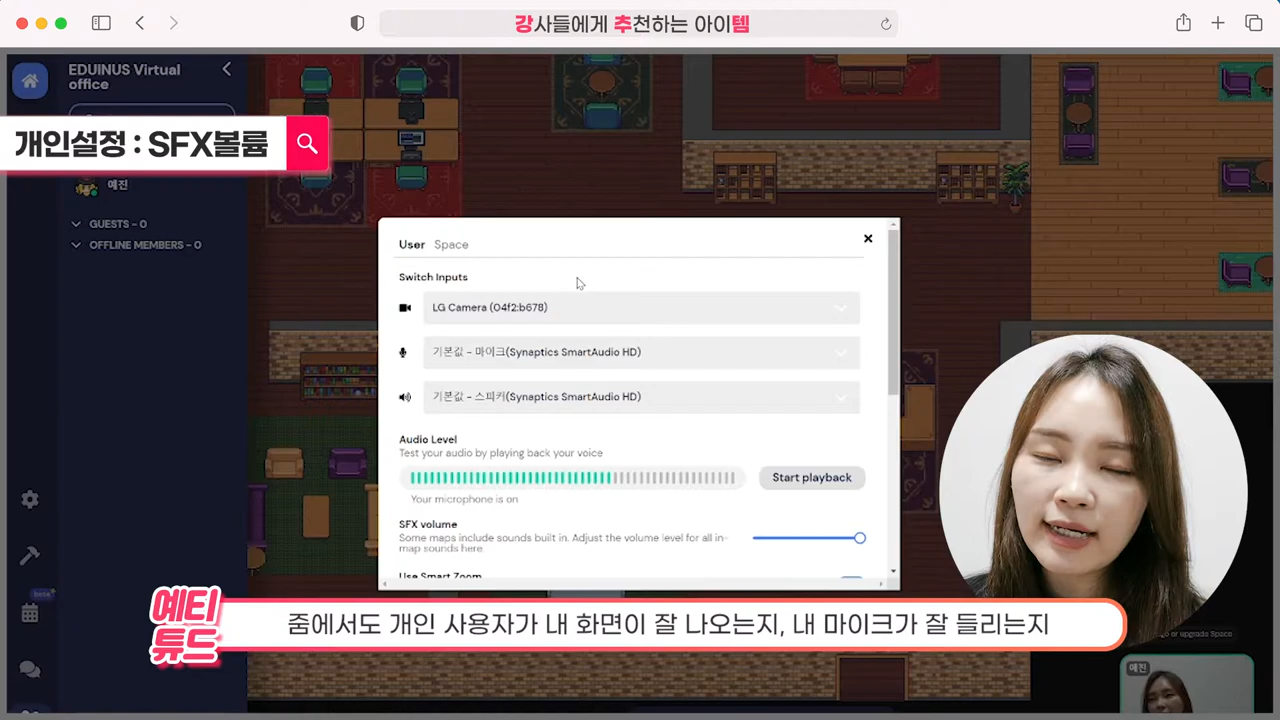 강사들에게 추천하는 아이템
EDUINUS Virtual
office
개인설정 : SFX볼륨
예진
GUESTS - 0
OFFLINE MEMBERS - 0
User Space
Switch Inputs
LG Camera (04f2:b678)
기본값 - 마이크(Synaptics SmartAudio HD)
기본값 - 스피커(Synaptics SmartAudio HD)
Audio Level
Test your audio by playing back your voice
Start playback
Your microphone is on
SFX volume
Some maps include sounds built in. Adjust the volume level for all in-
map sounds here
Use Smart Zoom
beta
예티
튜드
줌에서도 개인 사용자가 내 화면이 잘 나오는지, 내 마이크가 잘 들리는지
or upgrade Space
예진